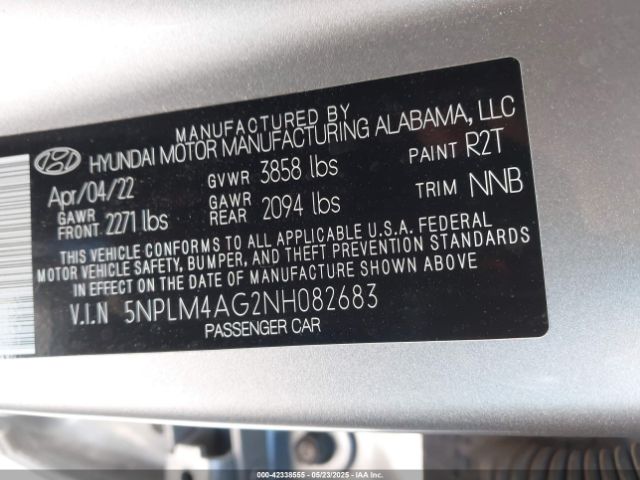 MANUFACTURED BY
HYUNDAI MOTOR MANUFACTURING ALABAMA, LLC
Apr/04/22 GVWR 3858 lbs PAINT R2T
GAWR FRONT 2271 lbs GAWR REAR 2094 lbs TRIM NNB
THIS VEHICLE CONFORMS TO ALL APPLICABLE U.S.A. FEDERAL
MOTOR VEHICLE SAFETY, BUMPER, AND THEFT PREVENTION STANDARDS
IN EFFECT ON THE DATE OF MANUFACTURE SHOWN ABOVE
V.I.N 5NPLM4AG2NH082683
PASSENGER CAR
000-42338555 - 05/23/2025 - © IAA, LLC